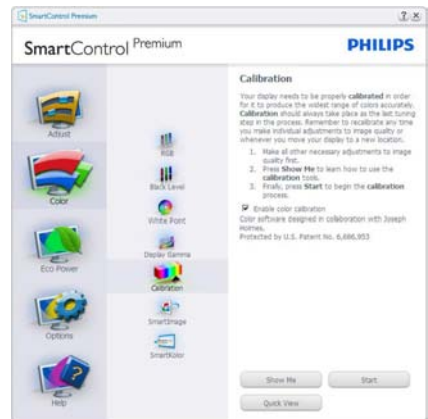 SmartControl Premium
SmartControl Premium
PHILIPS
Adjust
Color
Eco Power
Options
Help
RGB
Black Level
White Point
Display Gamma
Calibration
SmartImage
SmartKolor
Calibration
Your display needs to be properly calibrated in order
for it to produce the widest range of colors accurately.
Calibration should always take place as the last tuning
step in the process. Remember to recalibrate any time
you make individual adjustments to image quality or
whenever you move your display to a new location.
1. Make all other necessary adjustments to image
quality first.
2. Press Show Me to learn how to use the
calibration tools.
3. Finally, press Start to begin the calibration
process.
Enable color calibration
Color software designed in collaboration with Joseph
Holmes.
Protected by U.S. Patent No. 6,686,953
Show Me
Start
Quick View